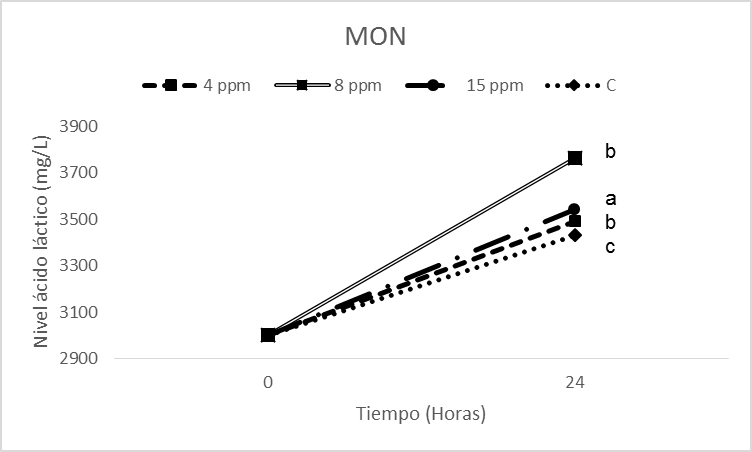 MON
4 ppm 8 ppm 15 ppm C
Nivel ácido láctico (mg/L)
3900
3700
3500
3300
3100
2900
b
a
b
c
0 24
Tiempo (Horas)